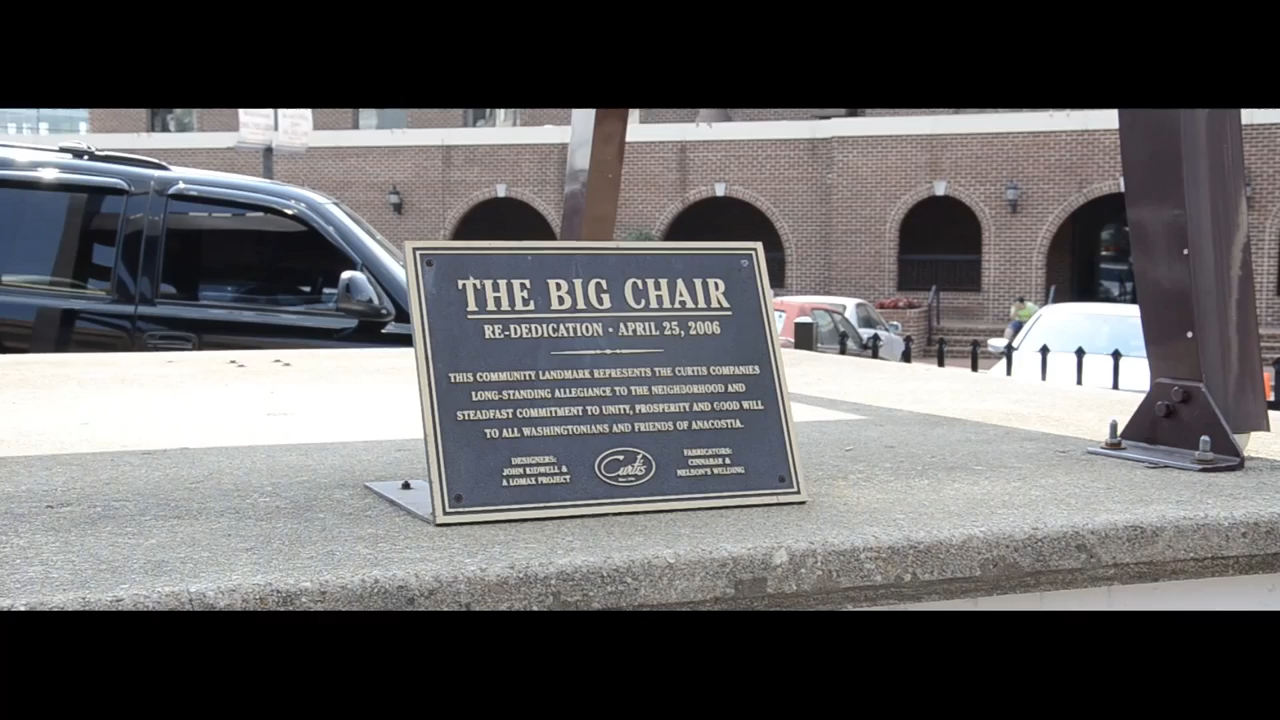 THE BIG CHAIR
RE-DEDICATION • APRIL 25, 2006
THIS COMMUNITY LANDMARK REPRESENTS THE CURTIS COMPANIES
LONG-STANDING ALLEGIANCE TO THE NEIGHBORHOOD AND
STEADFAST COMMITMENT TO UNITY, PROSPERITY AND GOOD WILL
TO ALL WASHINGTONIANS AND FRIENDS OF ANACOSTIA.
DESIGNERS:
JOHN KIDWELL &
A LOMAX PROJECT
Curtis
FABRICATORS:
CINNABAR &
NELSON'S WELDING